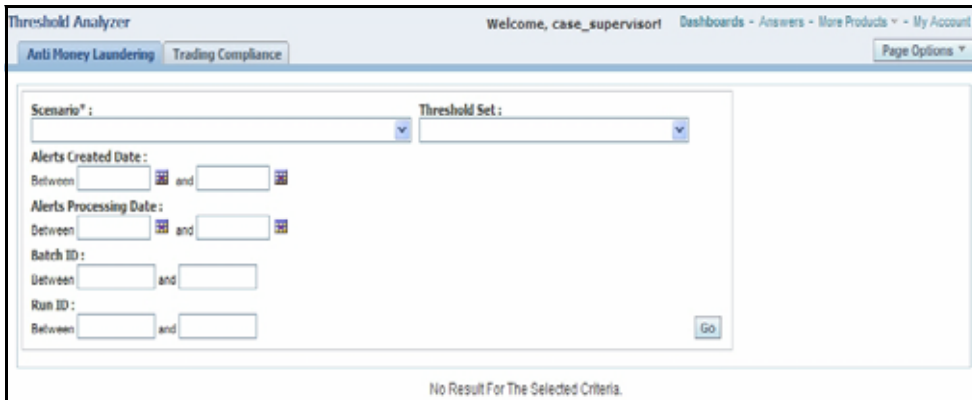 Threshold Analyzer
Welcome, case_supervisor! Dashboards - Answers - More Products - My Account
Anti Money Laundering Trading Compliance Page Options
Scenario* : Threshold Set :
Alerts Created Date :
Between and
Alerts Processing Date :
Between and
Batch ID :
Between and
Run ID :
Between and
Go
No Result For The Selected Criteria.